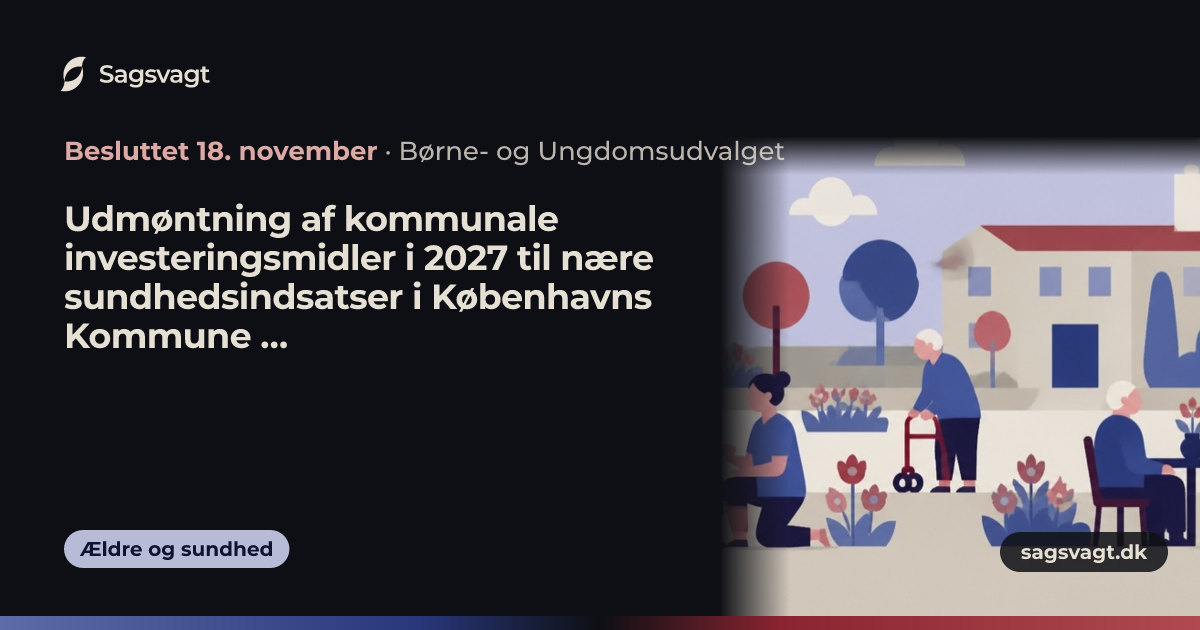 Sagsvagt
Besluttet 18. november · Børne- og Ungdomsudvalget
Udmøntning af kommunale
investeringsmidler i 2027 til nære
sundhedsindsatser i Københavns
Kommune ...
Ældre og sundhed
sagsvagt.dk